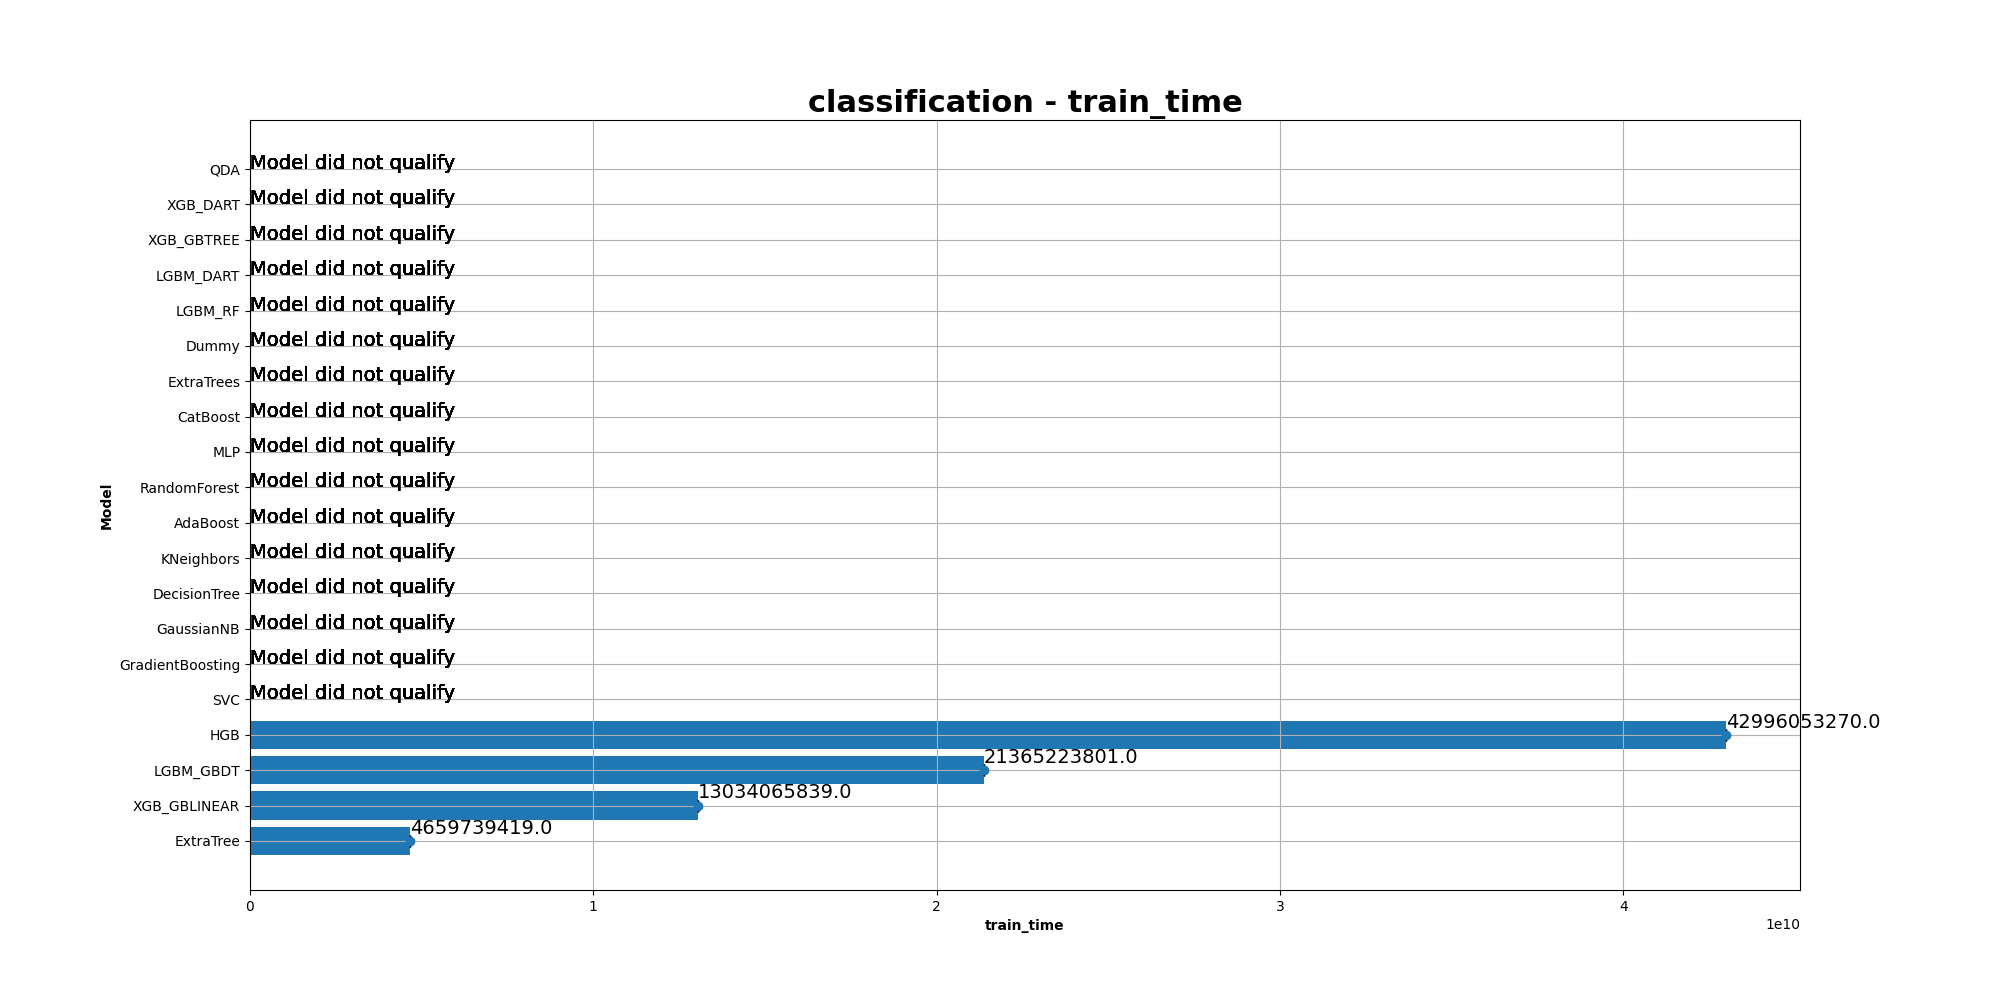 classification - train_time
QDA Model did not qualify
XGB_DART Model did not qualify
XGB_GBTREE Model did not qualify
LGBM_DART Model did not qualify
LGBM_RF Model did not qualify
Dummy Model did not qualify
ExtraTrees Model did not qualify
CatBoost Model did not qualify
MLP Model did not qualify
RandomForest Model did not qualify
Model
AdaBoost Model did not qualify
KNeighbors Model did not qualify
DecisionTree Model did not qualify
GaussianNB Model did not qualify
GradientBoosting Model did not qualify
SVC Model did not qualify
HGB 42996053270.0
LGBM_GBDT 21365223801.0
XGB_GBLINEAR 13034065839.0
ExtraTree 4659739419.0
0 1 2 3 4
train_time
1e10